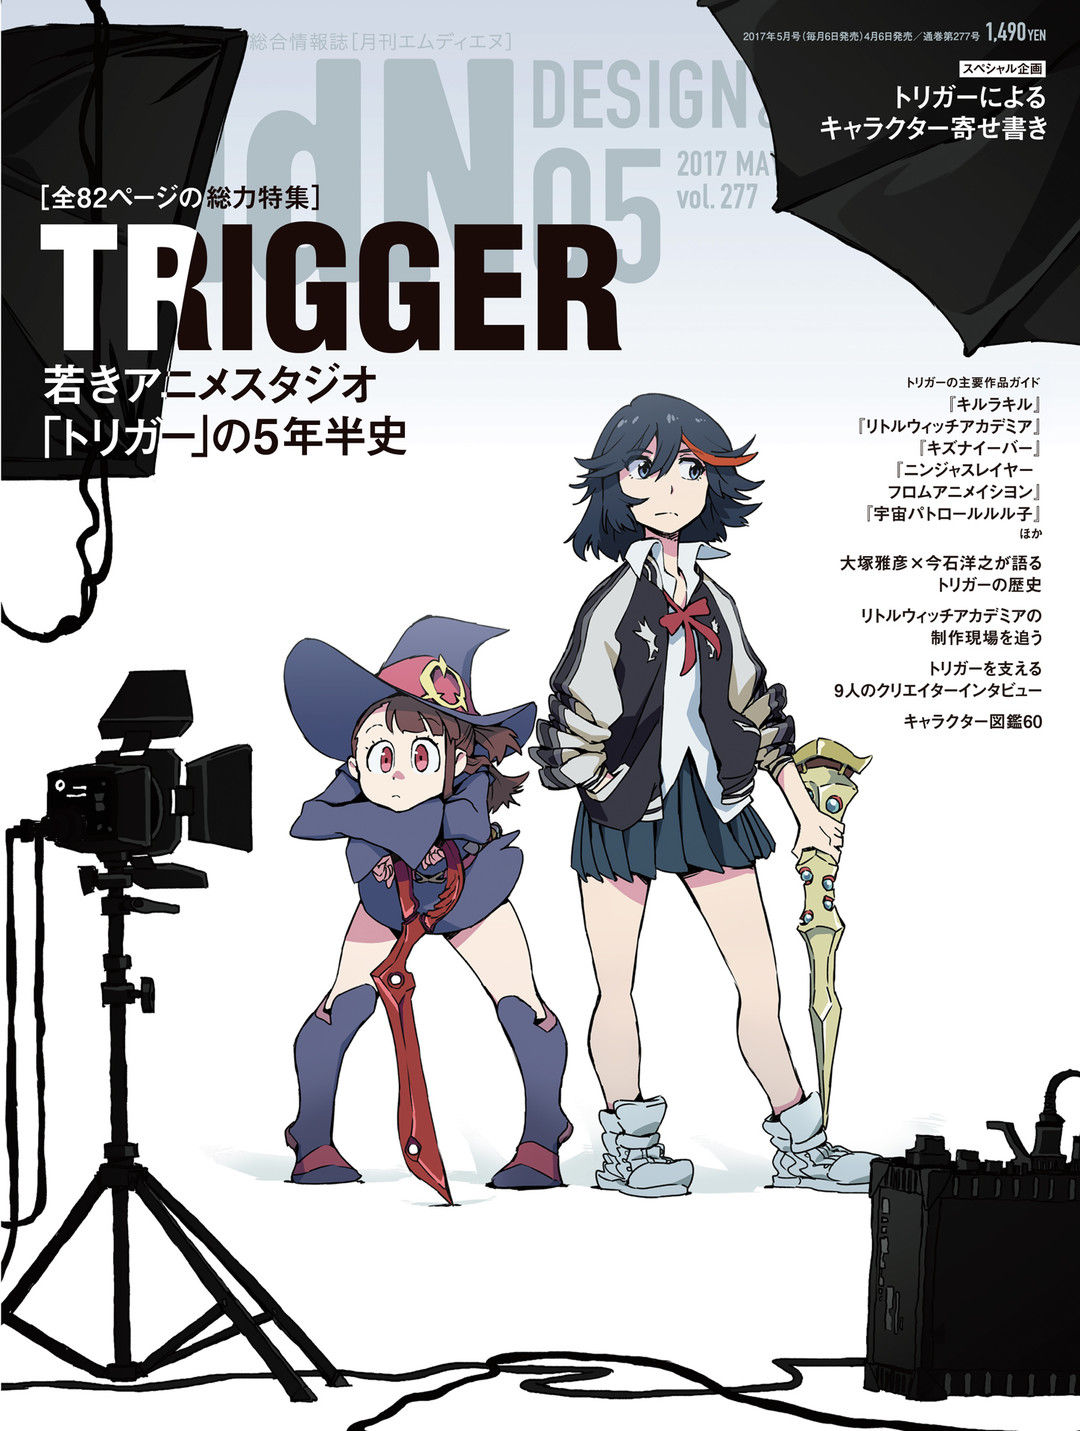 総合情報誌[月刊エムディエヌ]
2017年5月号(毎月6日発売)4月6日発売／通巻第277号 1,490YEN
dN
DESIGN
05
2017 MA
vol. 277
スペシャル企画
トリガーによる
キャラクター寄せ書き
[全82ページの総力特集]
TRIGGER
若きアニメスタジオ
「トリガー」の5年半史
トリガーの主要作品ガイド
『キルラキル』
『リトルウィッチアカデミア』
『キズナイーバー』
『ニンジャスレイヤー
フロムアニメイシヨン』
『宇宙パトロールルル子』
ほか
大塚雅彦×今石洋之が語る
トリガーの歴史
リトルウィッチアカデミアの
制作現場を追う
トリガーを支える
9人のクリエイターインタビュー
キャラクター図鑑60